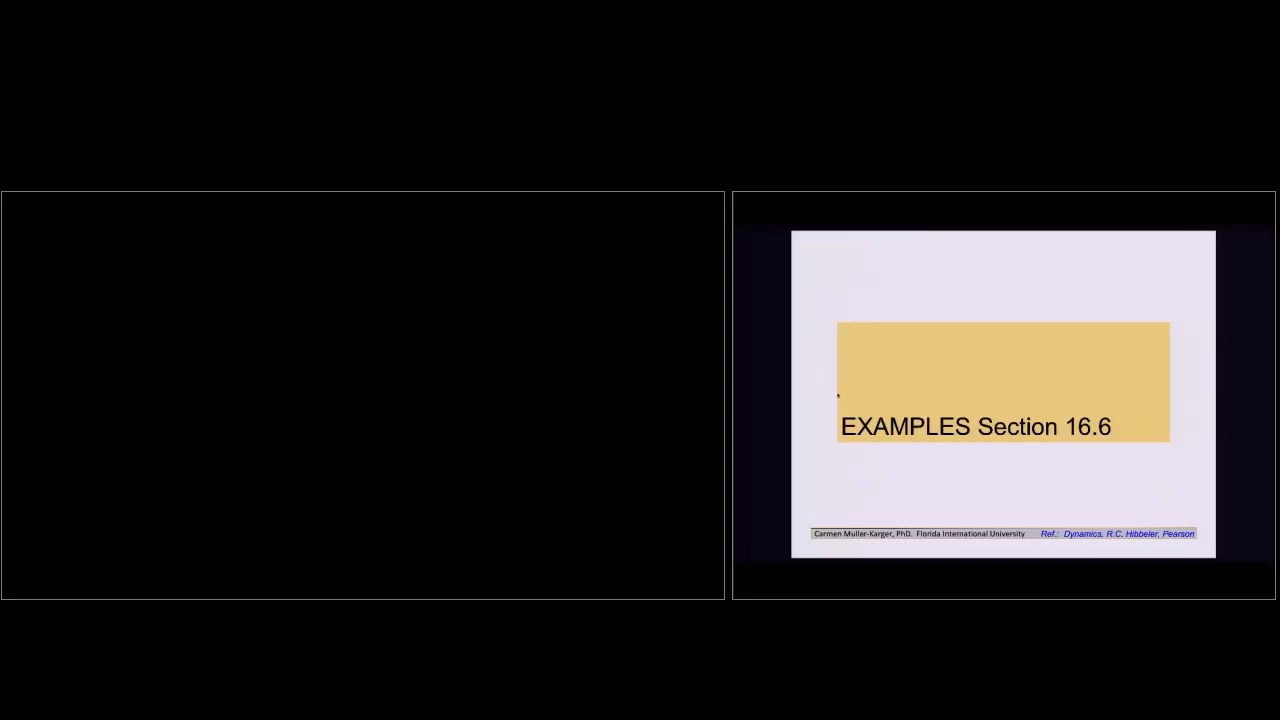 EXAMPLES Section 16.6
Carmen Muller-Karger, PhD. Florida International University Ref.: Dynamics. R.C. Hibbeler, Pearson